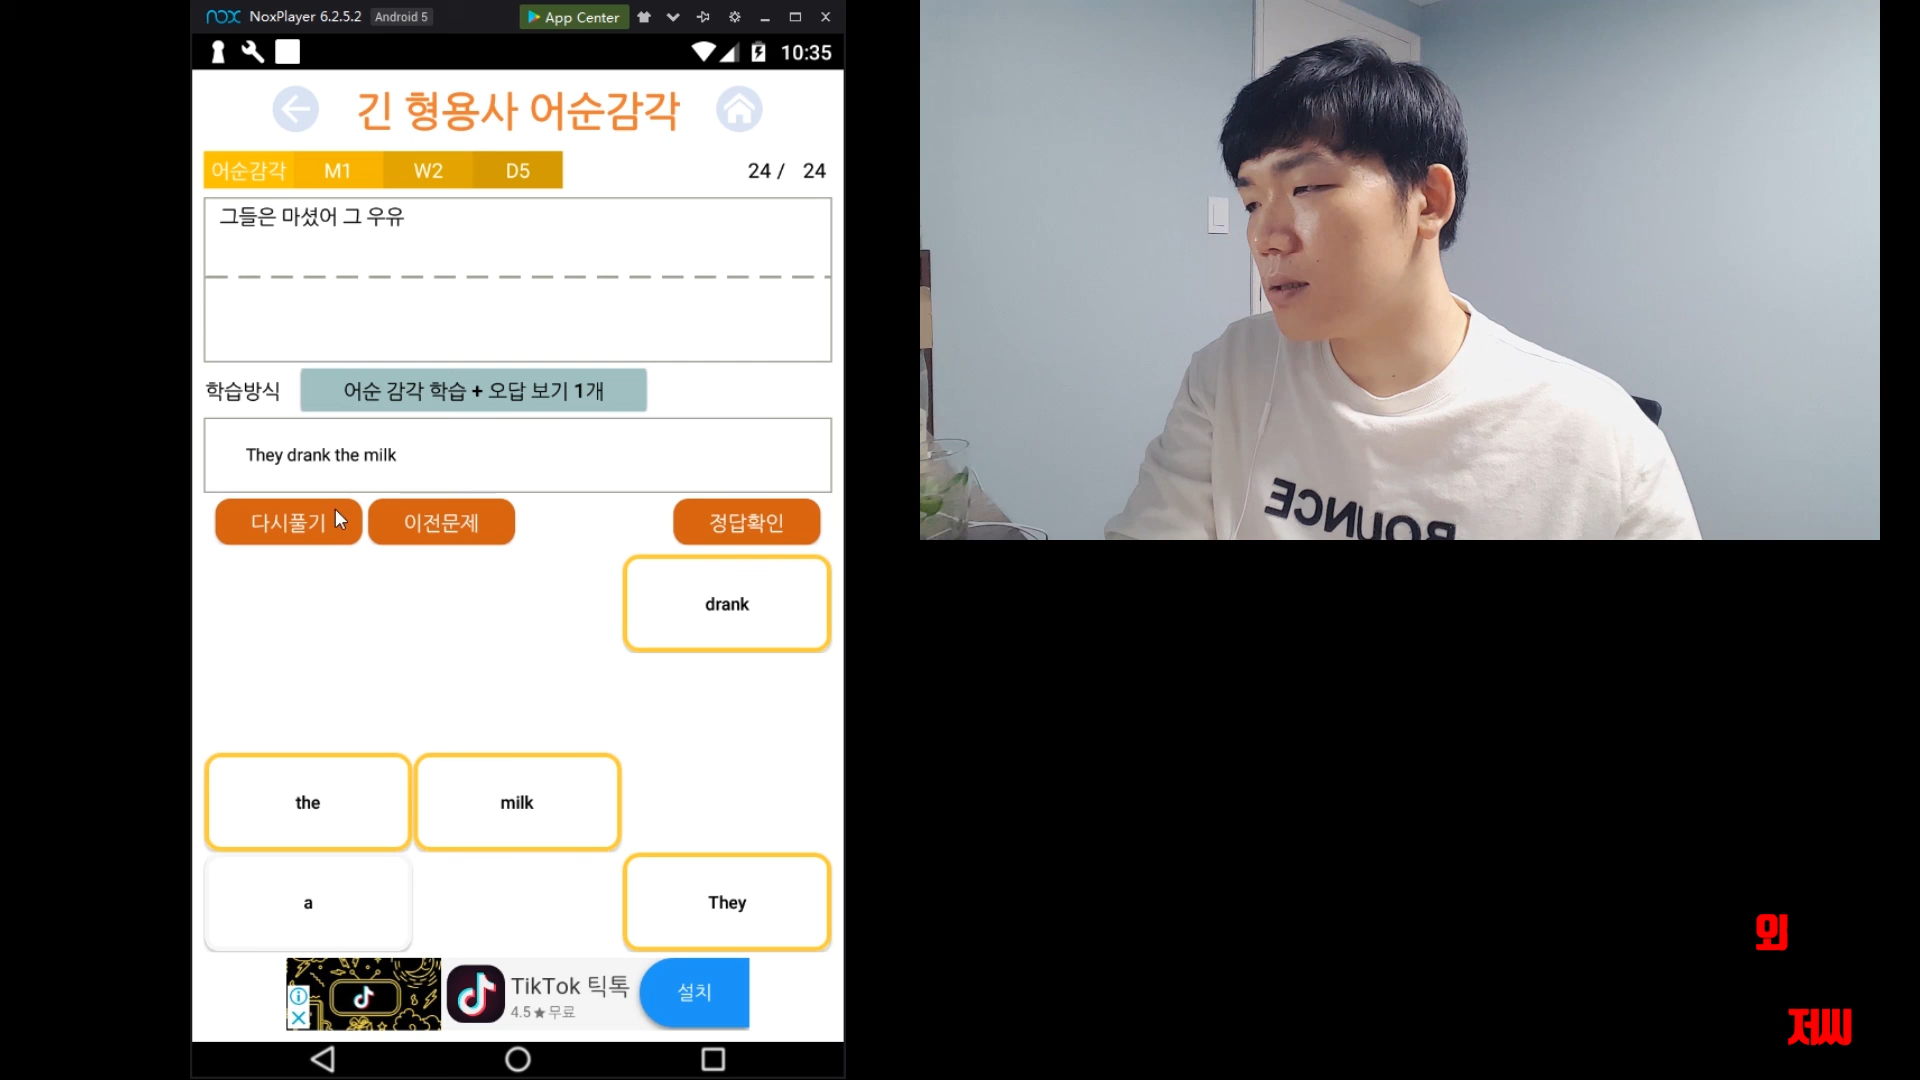 nox NoxPlayer 6.2.5.2 Android 5 App Center
10:35
긴 형용사 어순감각
어순감각 M1 W2 D5 24 / 24
그들은 마셨어 그 우유
학습방식 어순 감각 학습 + 오답 보기 1개
They drank the milk
다시풀기 이전문제 정답확인
drank
the milk
a They
TikTok 틱톡
4.5★무료
설치
BOUNCE
외
저씨